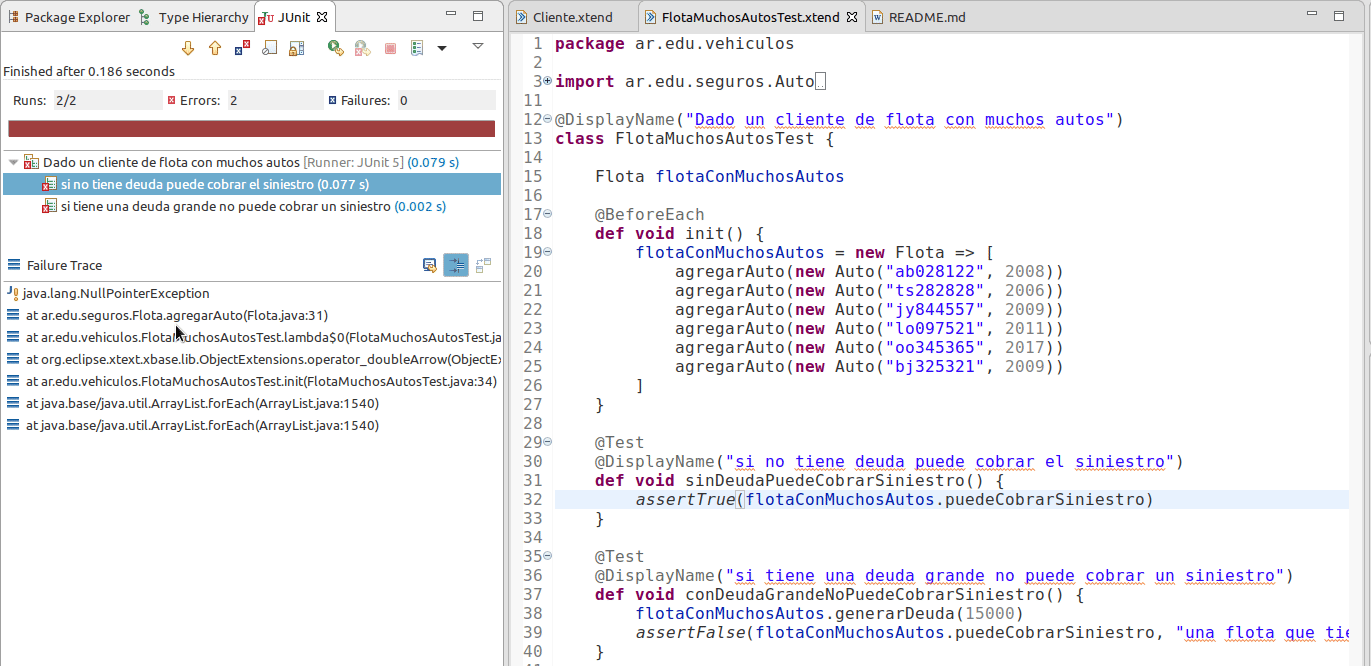 Package Explorer Type Hierarchy JUnit
Finished after 0.186 seconds
Runs: 2/2 Errors: 2 Failures: 0
Dado un cliente de flota con muchos autos [Runner: JUnit 5] (0.079 s)
si no tiene deuda puede cobrar el siniestro (0.077 s)
si tiene una deuda grande no puede cobrar un siniestro (0.002 s)
Failure Trace
java.lang.NullPointerException
at ar.edu.seguros.Flota.agregarAuto(Flota.java:31)
at ar.edu.vehiculos.FlotaMuchosAutosTest.lambda$0(FlotaMuchosAutosTest.ja
at org.eclipse.xtext.xbase.lib.ObjectExtensions.operator_doubleArrow(ObjectEx
at ar.edu.vehiculos.FlotaMuchosAutosTest.init(FlotaMuchosAutosTest.java:34)
at java.base/java.util.ArrayList.forEach(ArrayList.java:1540)
at java.base/java.util.ArrayList.forEach(ArrayList.java:1540)
Cliente.xtend FlotaMuchosAutosTest.xtend README.md
1 package ar.edu.vehiculos
2
3 import ar.edu.seguros.Auto..
11
12 @DisplayName("Dado un cliente de flota con muchos autos")
13 class FlotaMuchosAutosTest {
14
15 Flota flotaConMuchosAutos
16
17 @BeforeEach
18 def void init() {
19 flotaConMuchosAutos = new Flota => [
20 agregarAuto(new Auto("ab028122", 2008))
21 agregarAuto(new Auto("ts282828", 2006))
22 agregarAuto(new Auto("jy844557", 2009))
23 agregarAuto(new Auto("lo097521", 2011))
24 agregarAuto(new Auto("oo345365", 2017))
25 agregarAuto(new Auto("bj325321", 2009))
26 ]
27 }
28
29 @Test
30 @DisplayName("si no tiene deuda puede cobrar el siniestro")
31 def void sinDeudaPuedeCobrarSiniestro() {
32 assertTrue(flotaConMuchosAutos.puedeCobrarSiniestro)
33 }
34
35 @Test
36 @DisplayName("si tiene una deuda grande no puede cobrar un siniestro")
37 def void conDeudaGrandeNoPuedeCobrarSiniestro() {
38 flotaConMuchosAutos.generarDeuda(15000)
39 assertFalse(flotaConMuchosAutos.puedeCobrarSiniestro, "una flota que tie
40 }